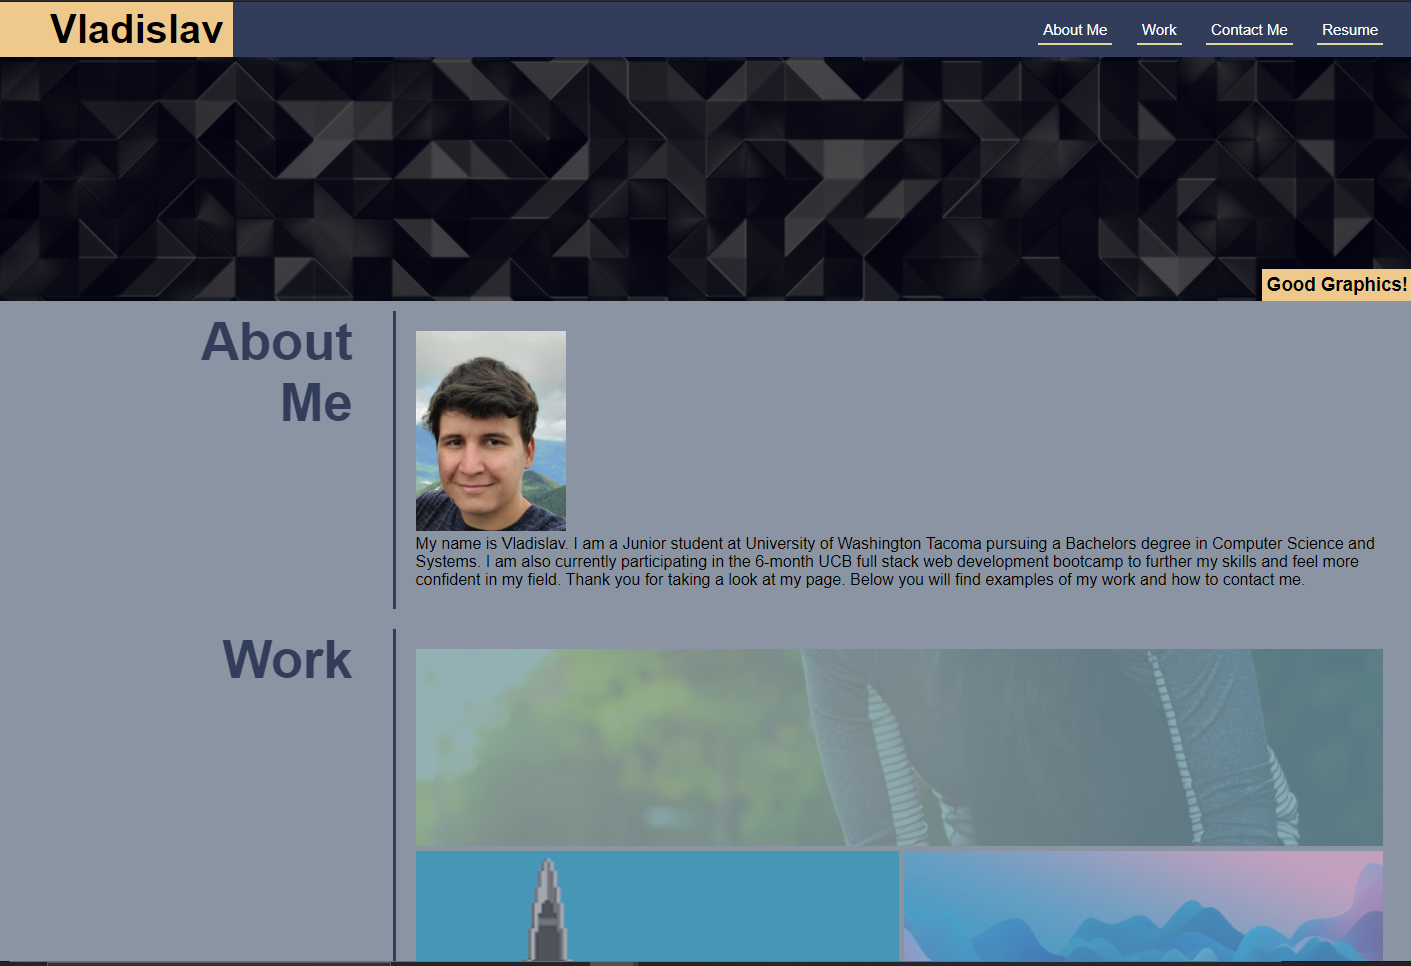 Vladislav
About Me Work Contact Me Resume
Good Graphics!
About
Me
My name is Vladislav. I am a Junior student at University of Washington Tacoma pursuing a Bachelors degree in Computer Science and
Systems. I am also currently participating in the 6-month UCB full stack web development bootcamp to further my skills and feel more
confident in my field. Thank you for taking a look at my page. Below you will find examples of my work and how to contact me.
Work